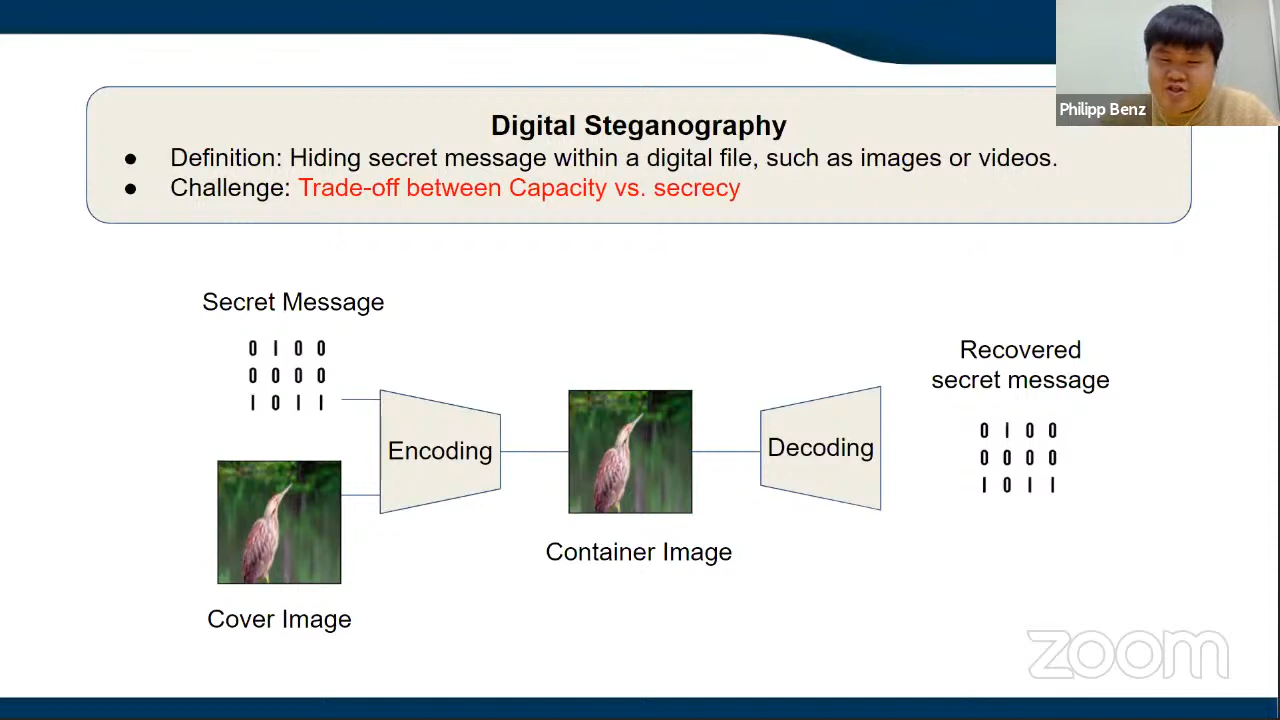 Philipp Benz
Digital Steganography
● Definition: Hiding secret message within a digital file, such as images or videos.
● Challenge: Trade-off between Capacity vs. secrecy
Secret Message
0 1 0 0
0 0 0 0
1 0 1 1
Encoding
Cover Image
Container Image
Decoding
Recovered
secret message
0 1 0 0
0 0 0 0
1 0 1 1
zoom